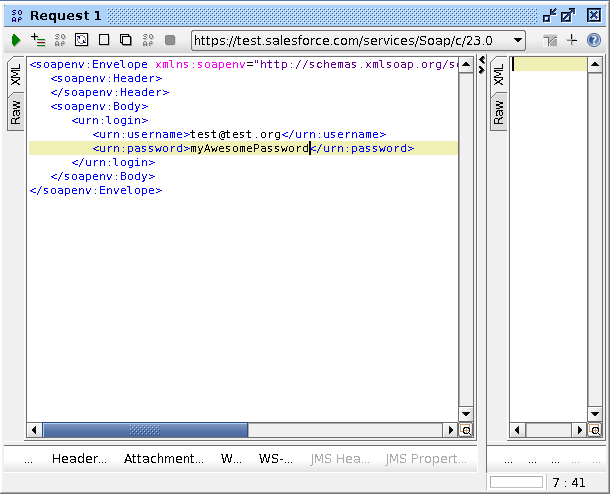 Request 1
https://test.salesforce.com/services/Soap/c/23.0
XML
Raw
<soapenv:Envelope xmlns:soapenv="http://schemas.xmlsoap.org/so
<soapenv:Header>
</soapenv:Header>
<soapenv:Body>
<urn:login>
<urn:username>test@test.org</urn:username>
<urn:password>myAwesomePassword</urn:password>
</urn:login>
</soapenv:Body>
</soapenv:Envelope>
XML
Raw
... Header... Attachment... W... WS-... JMS Hea... JMS Propert...
... ... ... ... ...
7 : 41